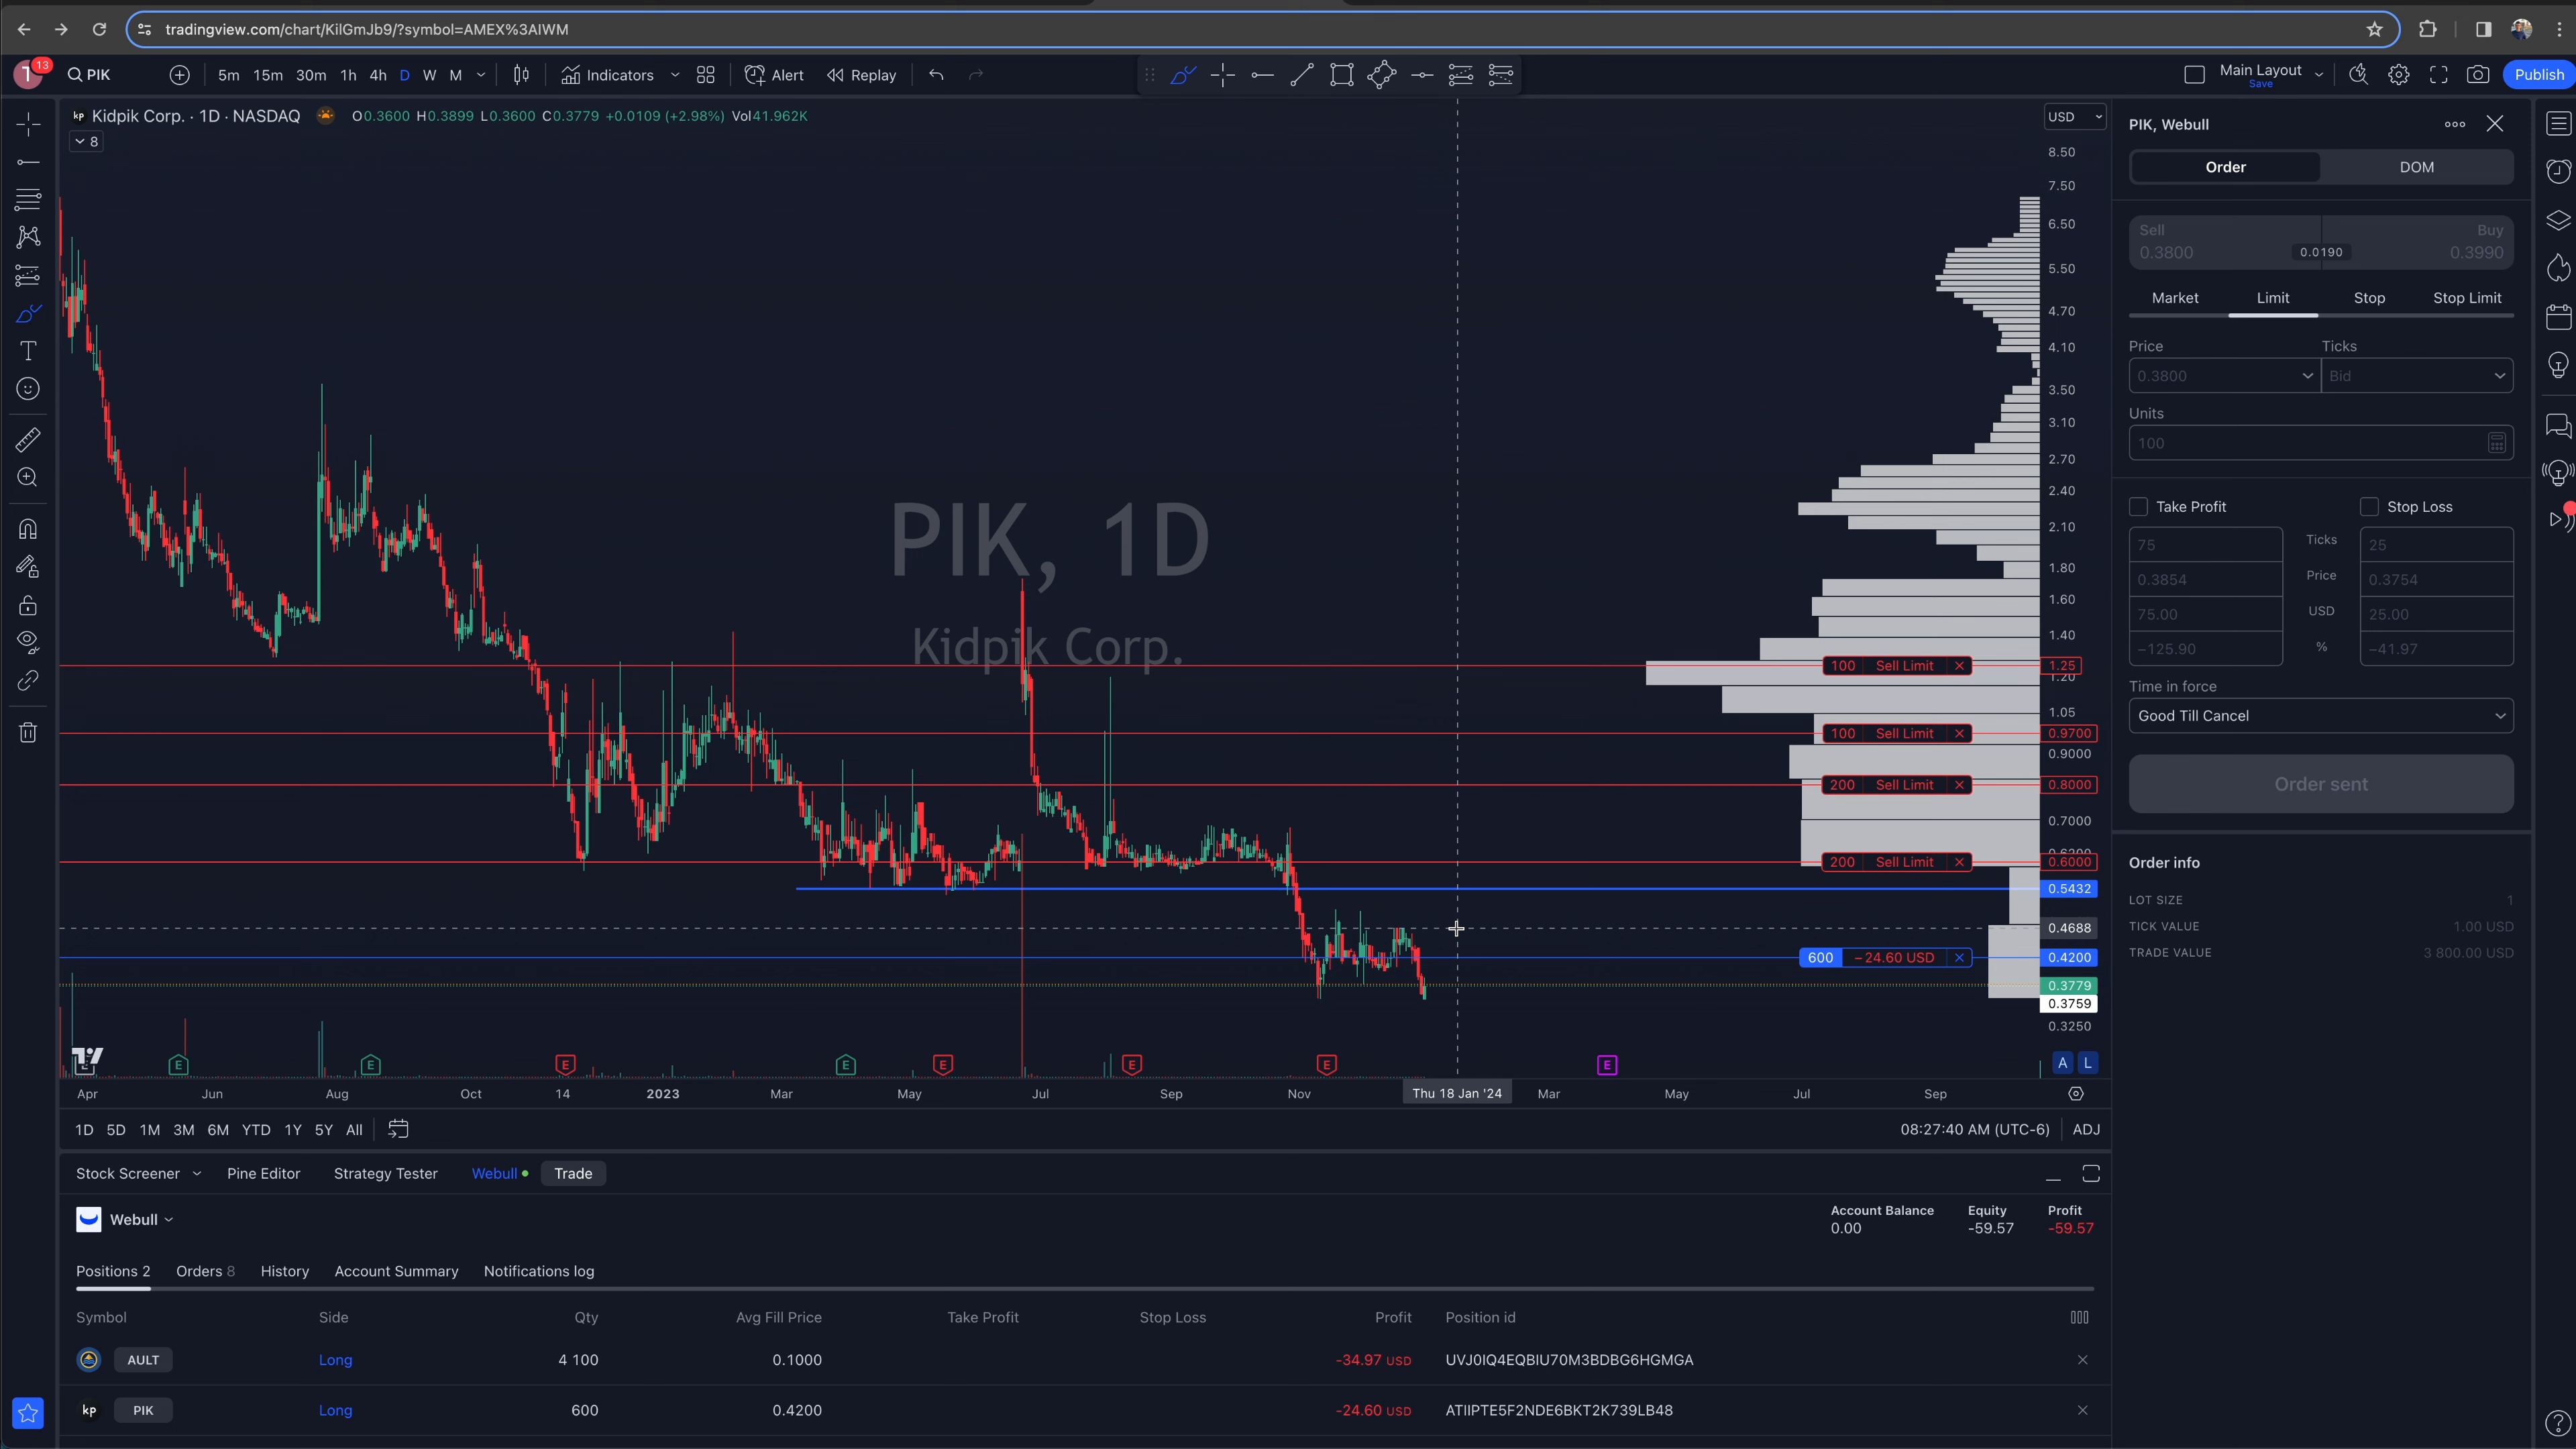 tradingview.com/chart/KilGmJb9/?symbol=AMEX%3AIWM
T 13 PIK 5m 15m 30m 1h 4h D W M Indicators Alert Replay Main Layout Save Publish
kp Kidpik Corp. · 1D · NASDAQ O0.3600 H0.3899 L0.3600 C0.3779 +0.0109 (+2.98%) Vol41.962K USD
8
PIK, 1D
Kidpik Corp.
8.50
7.50
6.50
5.50
4.70
4.10
3.50
3.10
2.70
2.40
2.10
1.80
1.60
1.40
100 Sell Limit × 1.25
1.20
1.05
100 Sell Limit × 0.9700
0.9000
200 Sell Limit × 0.8000
0.7000
200 Sell Limit × 0.6000
0.5432
0.4688
600 −24.60 USD × 0.4200
0.3779
0.3759
0.3250
E E E E E E E E A L
Apr Jun Aug Oct 14 2023 Mar May Jul Sep Nov Thu 18 Jan '24 Mar May Jul Sep
1D 5D 1M 3M 6M YTD 1Y 5Y All 08:27:40 AM (UTC-6) ADJ
PIK, Webull
Order DOM
Sell Buy
0.3800 0.0190 0.3990
Market Limit Stop Stop Limit
Price Ticks
0.3800 Bid
Units
100
Take Profit Stop Loss
75 Ticks 25
0.3854 Price 0.3754
75.00 USD 25.00
−125.90 % −41.97
Time in force
Good Till Cancel
Order sent
Order info
LOT SIZE 1
TICK VALUE 1.00 USD
TRADE VALUE 3 800.00 USD
Stock Screener Pine Editor Strategy Tester Webull Trade
Webull
Account Balance Equity Profit
0.00 -59.57 -59.57
Positions 2 Orders 8 History Account Summary Notifications log
Symbol Side Qty Avg Fill Price Take Profit Stop Loss Profit Position id
AULT Long 4 100 0.1000 -34.97 USD UVJ0IQ4EQBIU70M3BDBG6HGMGA
kp PIK Long 600 0.4200 -24.60 USD ATIIPTE5F2NDE6BKT2K739LB48